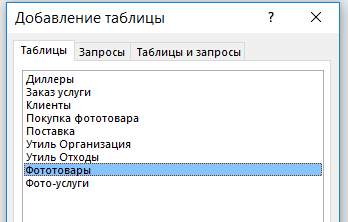 Добавление таблицы
Таблицы Запросы Таблицы и запросы
Диллеры
Заказ услуги
Клиенты
Покупка фототовара
Поставка
Утиль Организация
Утиль Отходы
Фототовары
Фото-услуги